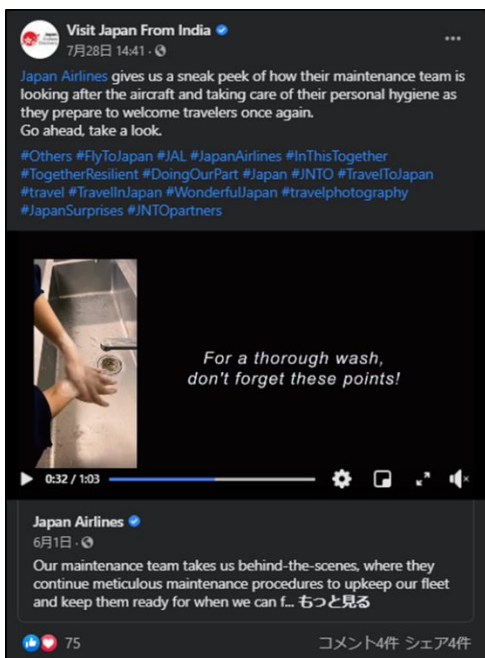 Visit Japan From India
7月28日 14:41 ·
Japan Airlines gives us a sneak peek of how their maintenance team is
looking after the aircraft and taking care of their personal hygiene as
they prepare to welcome travelers once again.
Go ahead, take a look.
#Others #FlyToJapan #JAL #JapanAirlines #InThisTogether
#TogetherResilient #DoingOurPart #Japan #JNTO #TravelToJapan
#travel #TravelInJapan #WonderfulJapan #travelphotography
#JapanSurprises #JNTOpartners
For a thorough wash,
don't forget these points!
0:32 / 1:03
Japan Airlines
6月1日 ·
Our maintenance team takes us behind-the-scenes, where they
continue meticulous maintenance procedures to upkeep our fleet
and keep them ready for when we can f... もっと見る
75 コメント4件 シェア4件